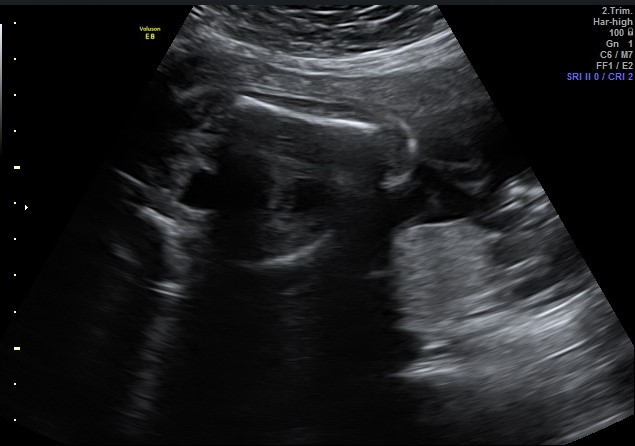 Voluson
E8
2.Trim.
Har-high
100
Gn 1
C6 / M7
FF1 / E2
SRI II 0 / CRI 2